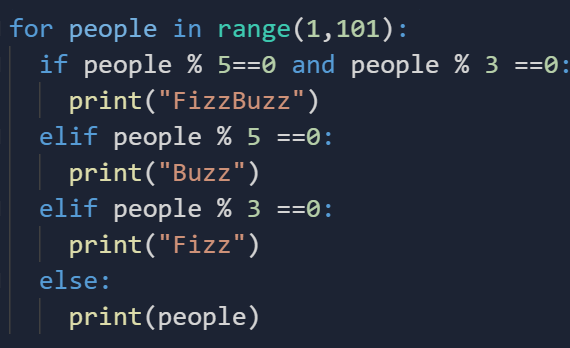 for people in range(1,101):
  if people % 5==0 and people % 3 ==0:
    print("FizzBuzz")
  elif people % 5 ==0:
    print("Buzz")
  elif people % 3 ==0:
    print("Fizz")
  else:
    print(people)